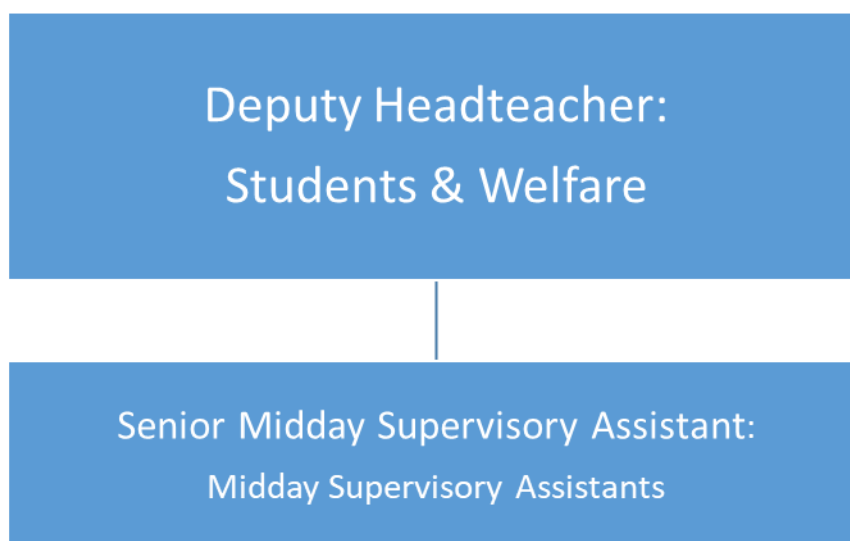 Deputy Headteacher:
Students & Welfare
Senior Midday Supervisory Assistant:
Midday Supervisory Assistants